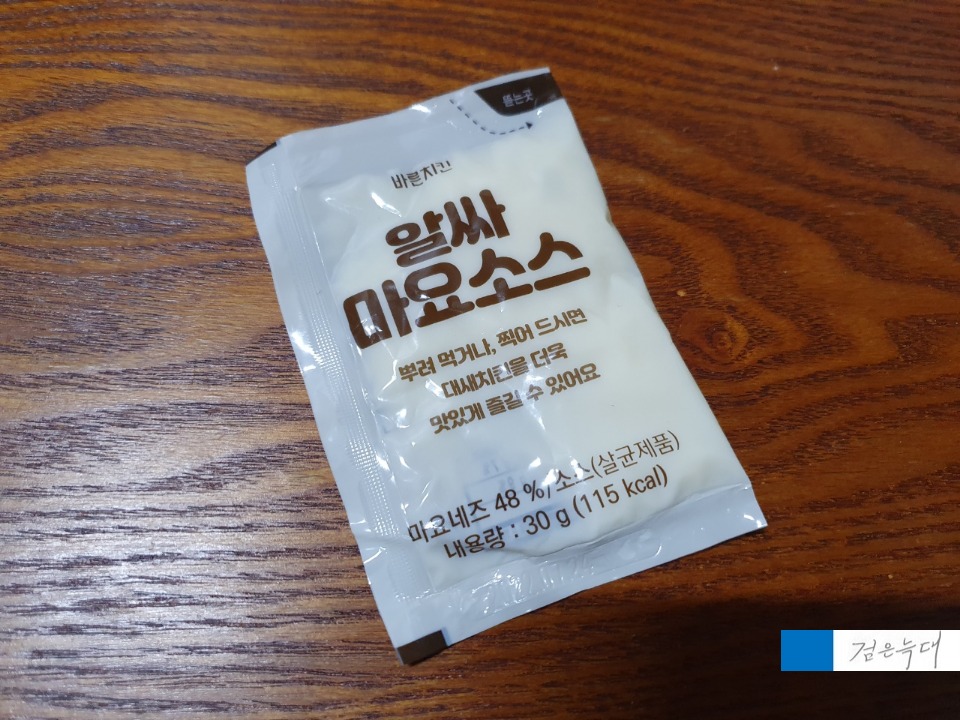 뜯는곳
바른치킨
알싸
마요소스
뿌려 먹거나, 찍어 드시면
대새치킨을 더욱
맛있게 즐길 수 있어요
마요네즈 48 %/소스(살균제품)
내용량 : 30 g (115 kcal)
검은늑대